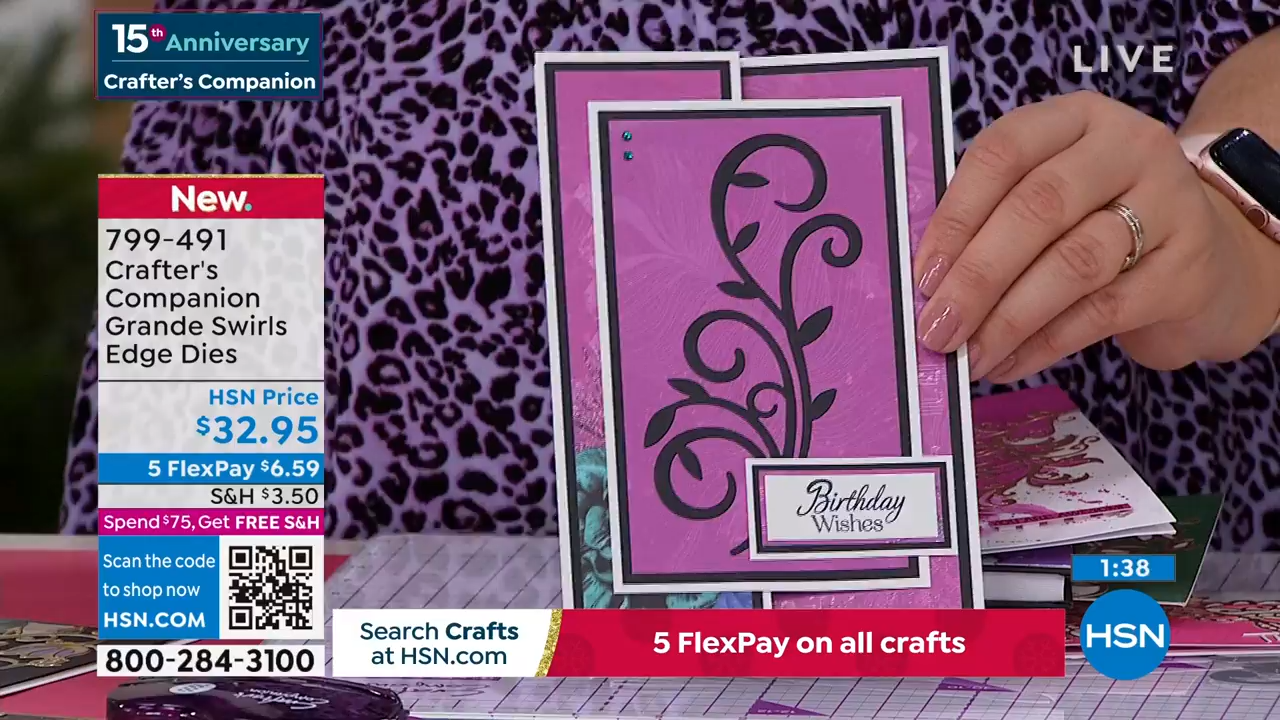 15th Anniversary
Crafter's Companion
LIVE
New.
799-491
Crafter's
Companion
Grande Swirls
Edge Dies
HSN Price
$32.95
5 FlexPay $6.59
S&H $3.50
Spend $75, Get FREE S&H
Scan the code
to shop now
HSN.COM
800-284-3100
Birthday
Wishes
1:38
Search Crafts
at HSN.com
5 FlexPay on all crafts
HSN
Crafter's
Companion